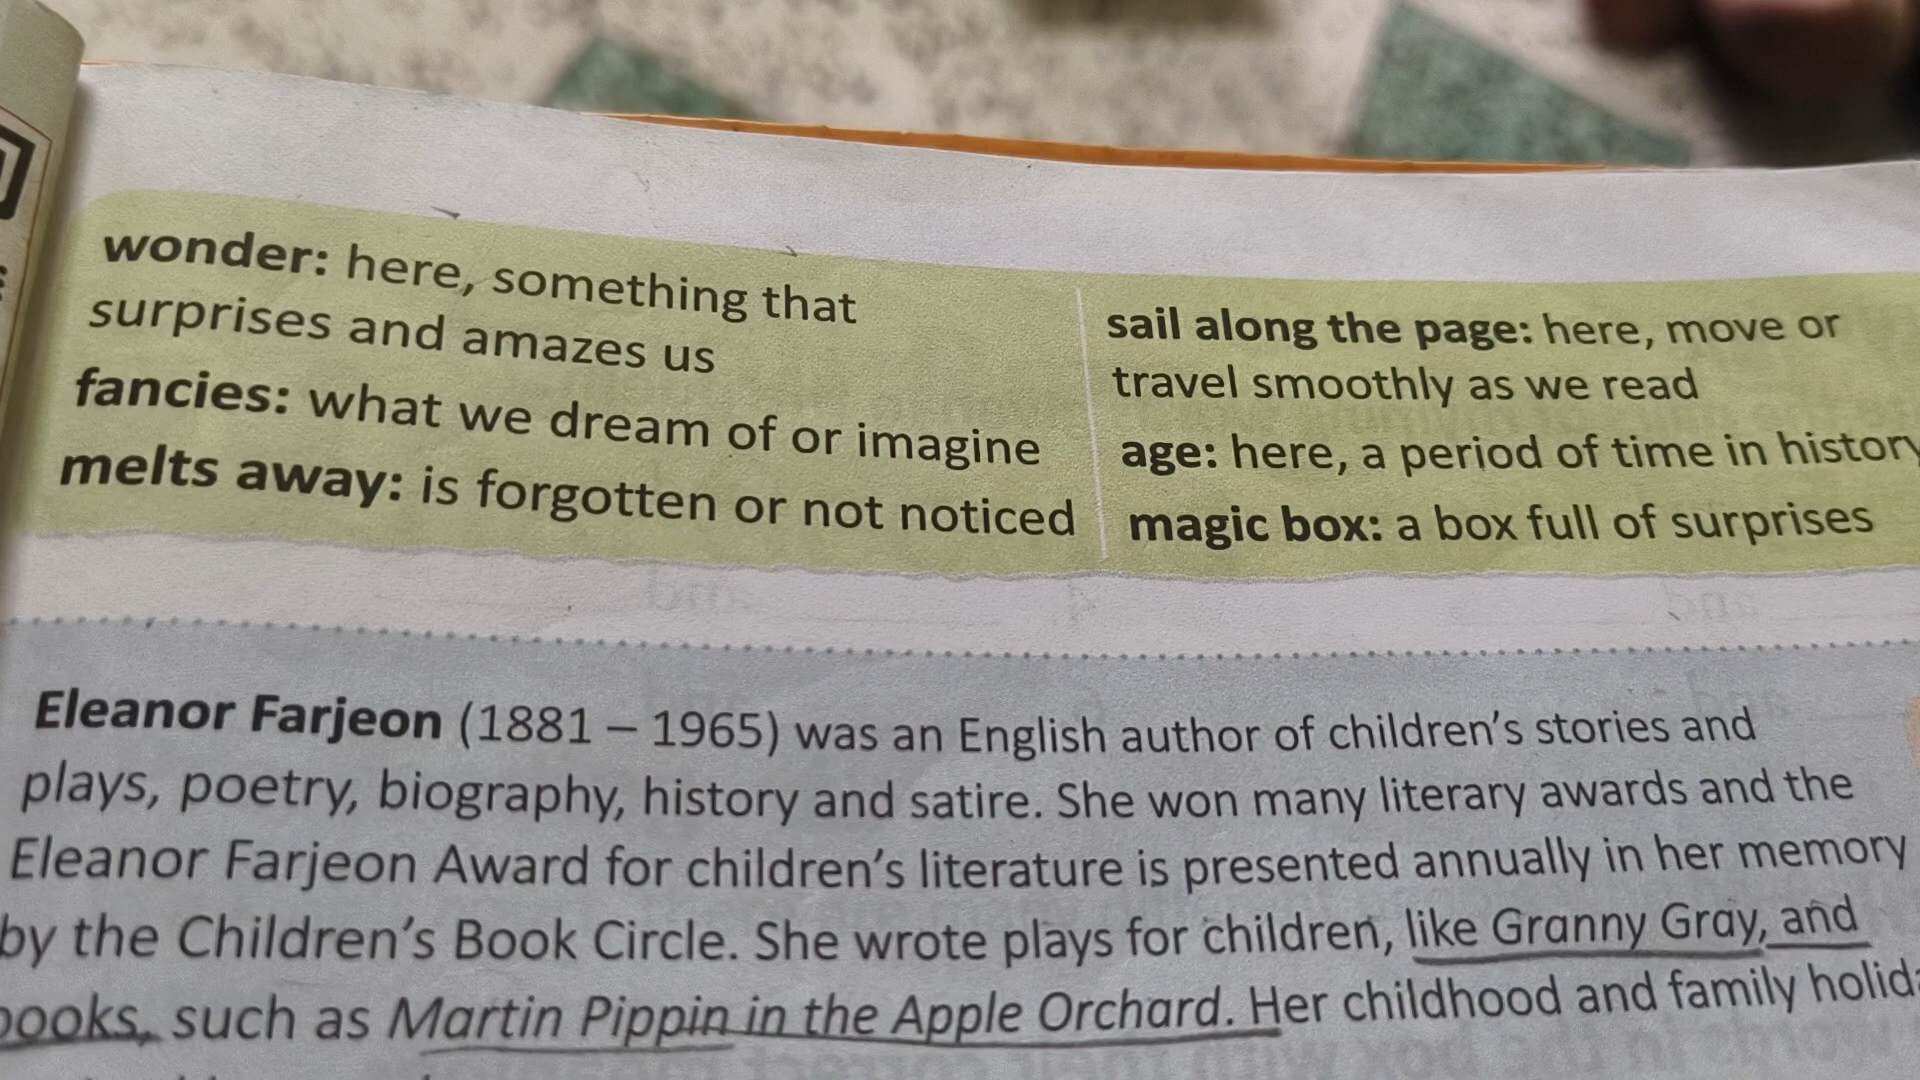 wonder: here, something that
surprises and amazes us
fancies: what we dream of or imagine
melts away: is forgotten or not noticed
sail along the page: here, move or
travel smoothly as we read
age: here, a period of time in history
magic box: a box full of surprises
Eleanor Farjeon (1881 – 1965) was an English author of children’s stories and
plays, poetry, biography, history and satire. She won many literary awards and the
Eleanor Farjeon Award for children’s literature is presented annually in her memory
by the Children’s Book Circle. She wrote plays for children, like Granny Gray, and
books, such as Martin Pippin in the Apple Orchard. Her childhood and family